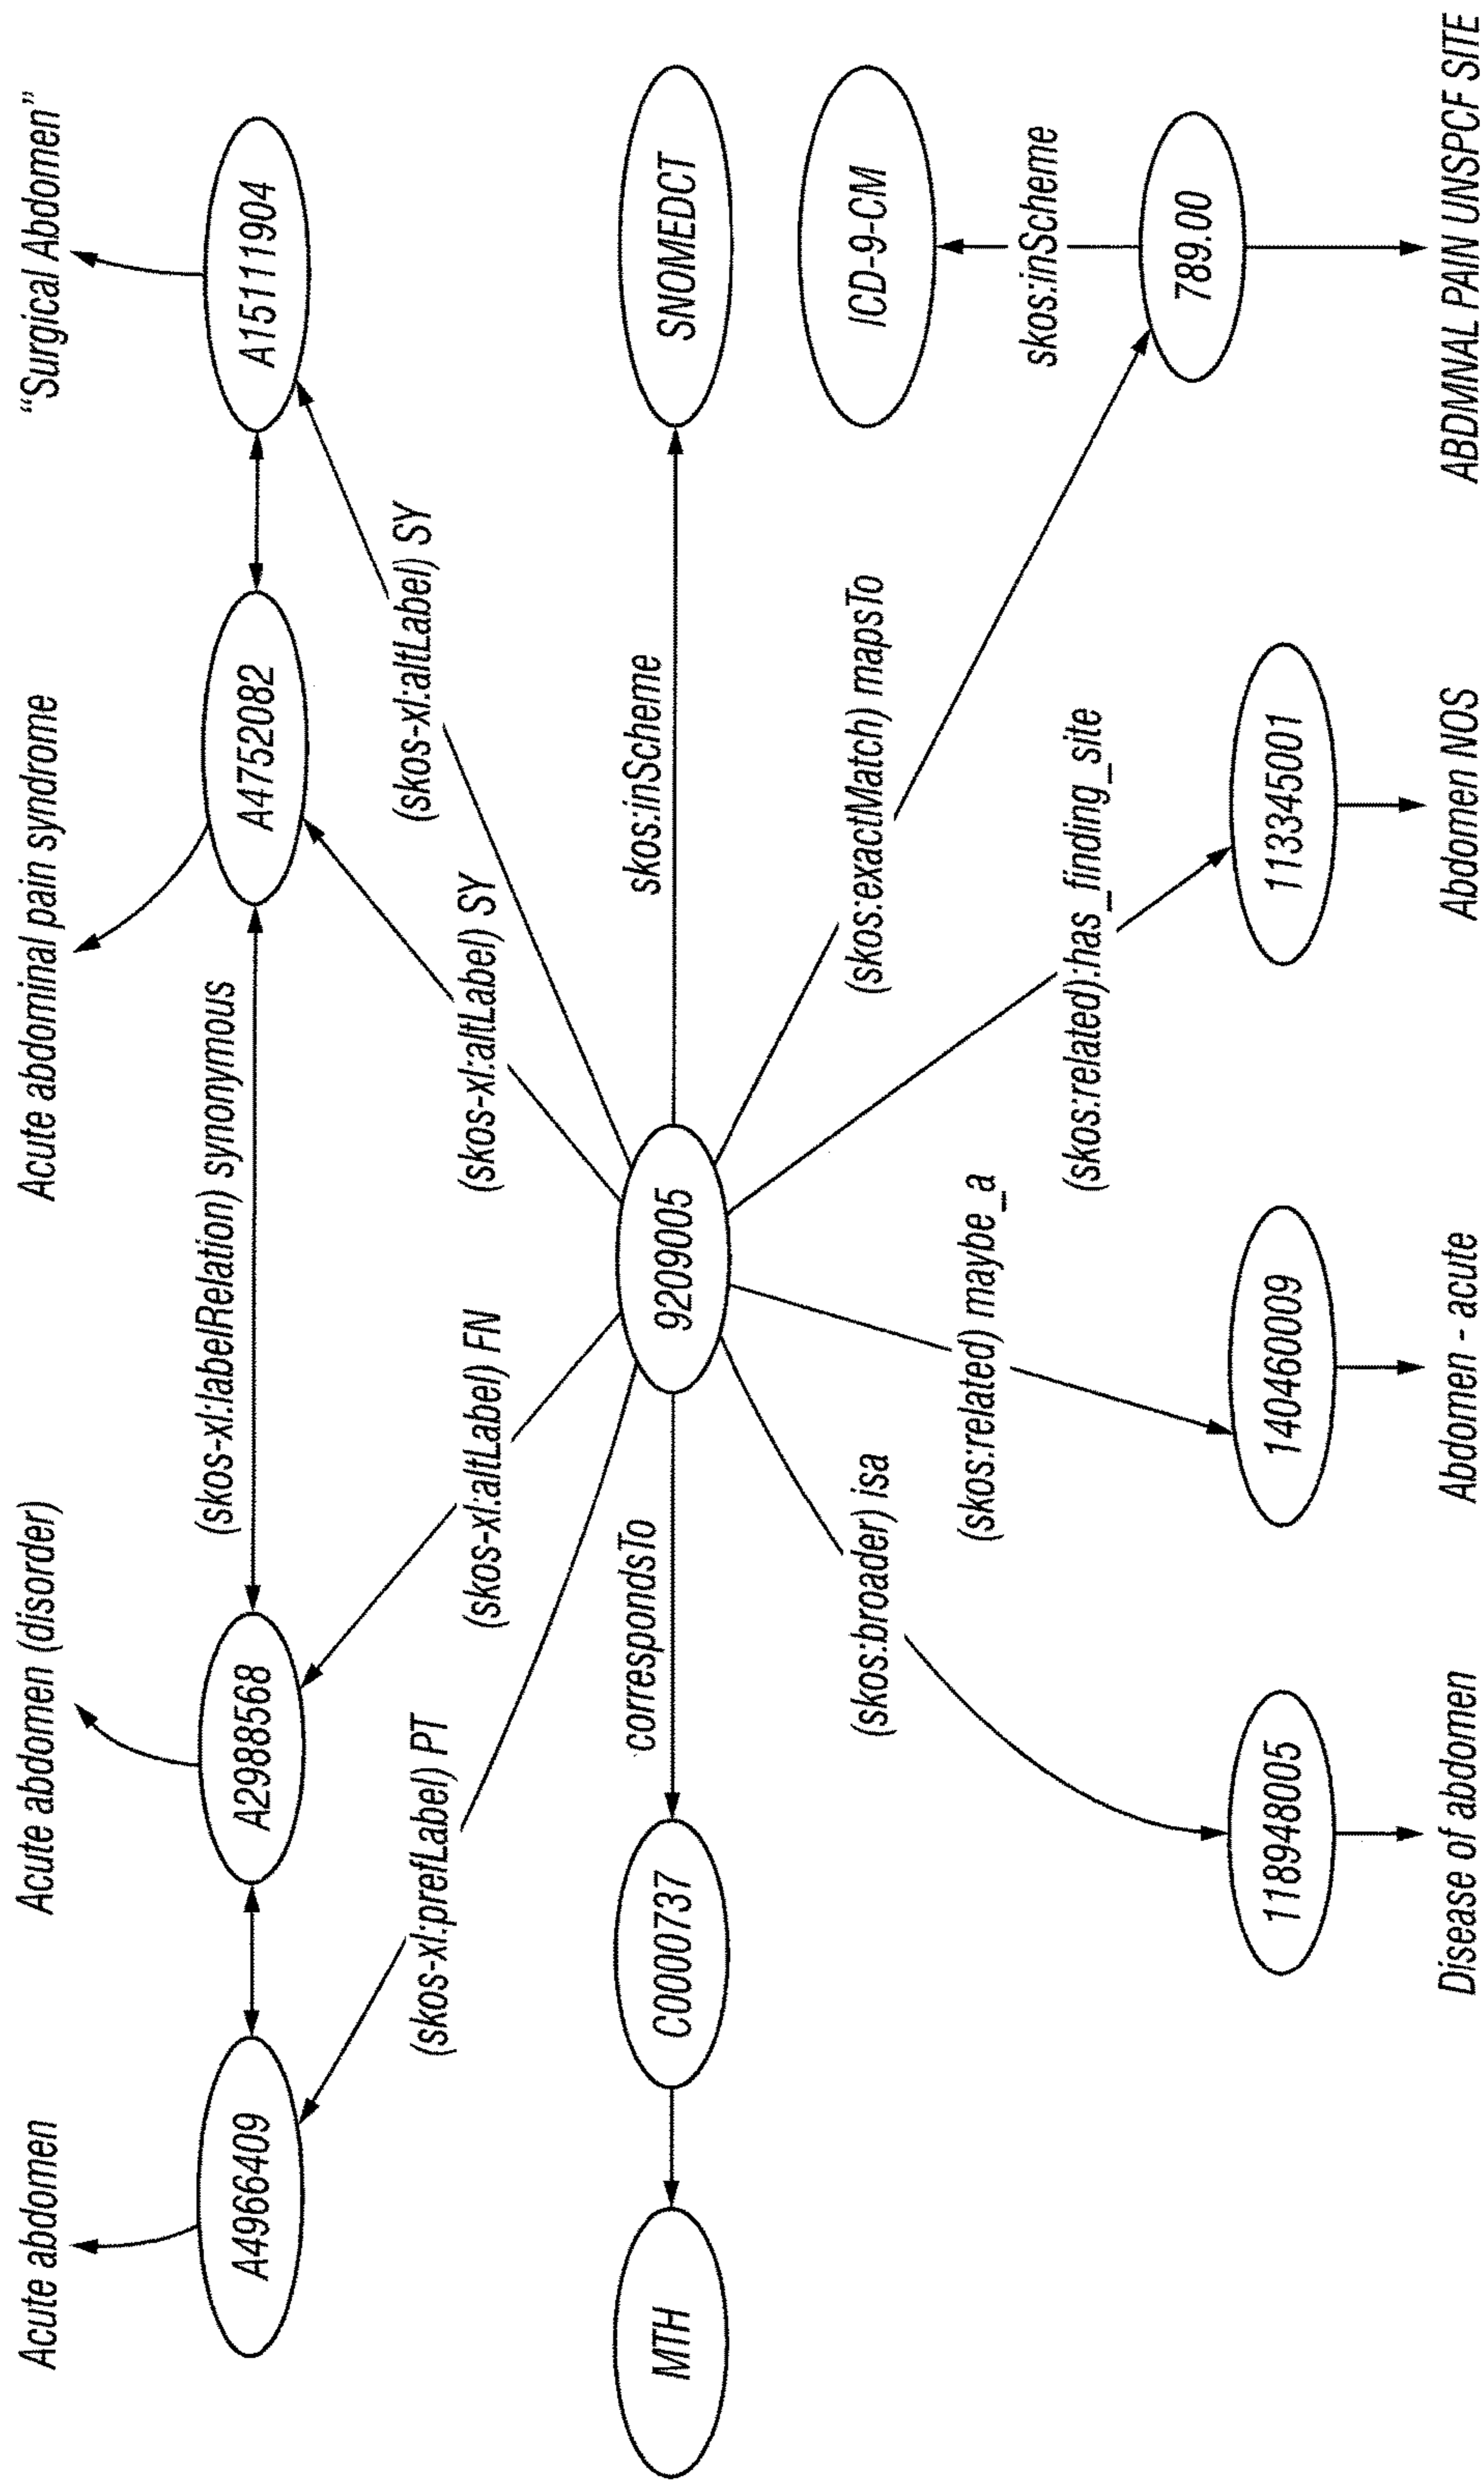 Acute abdomen
Acute abdomen (disorder)
Acute abdominal pain syndrome
“Surgical Abdomen”
A4966409
A2988568
(skos-xl:labelRelation) synonymous
A4752082
A15111904
(skos-xl:prefLabel) PT
(skos-xl:altLabel) FN
(skos-xl:altLabel) SY
(skos-xl:altLabel) SY
MTH
C0000737
correspondsTo
9209005
skos:inScheme
SNOMEDCT
(skos:broader) isa
(skos:related) maybe_a
(skos:related):has_finding_site
(skos:exactMatch) mapsTo
ICD-9-CM
skos:inScheme
118948005
140460009
113345001
789.00
Disease of abdomen
Abdomen - acute
Abdomen NOS
ABDMNAL PAIN UNSPCF SITE